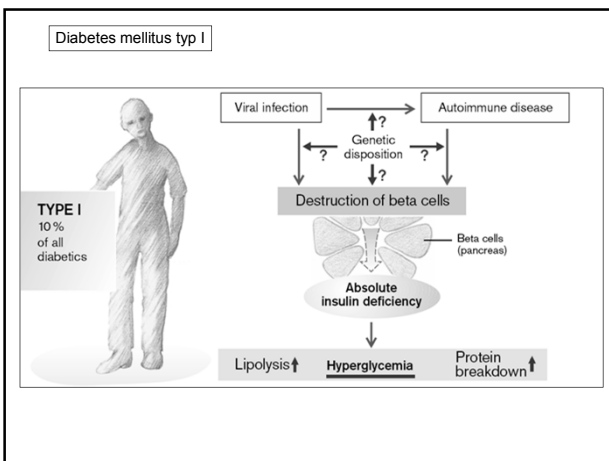 Diabetes mellitus typ I
TYPE I
10 %
of all
diabetics
Viral infection
Autoimmune disease
?
Genetic
disposition
?
?
?
Destruction of beta cells
Beta cells
(pancreas)
Absolute
insulin deficiency
Lipolysis
Hyperglycemia
Protein
breakdown